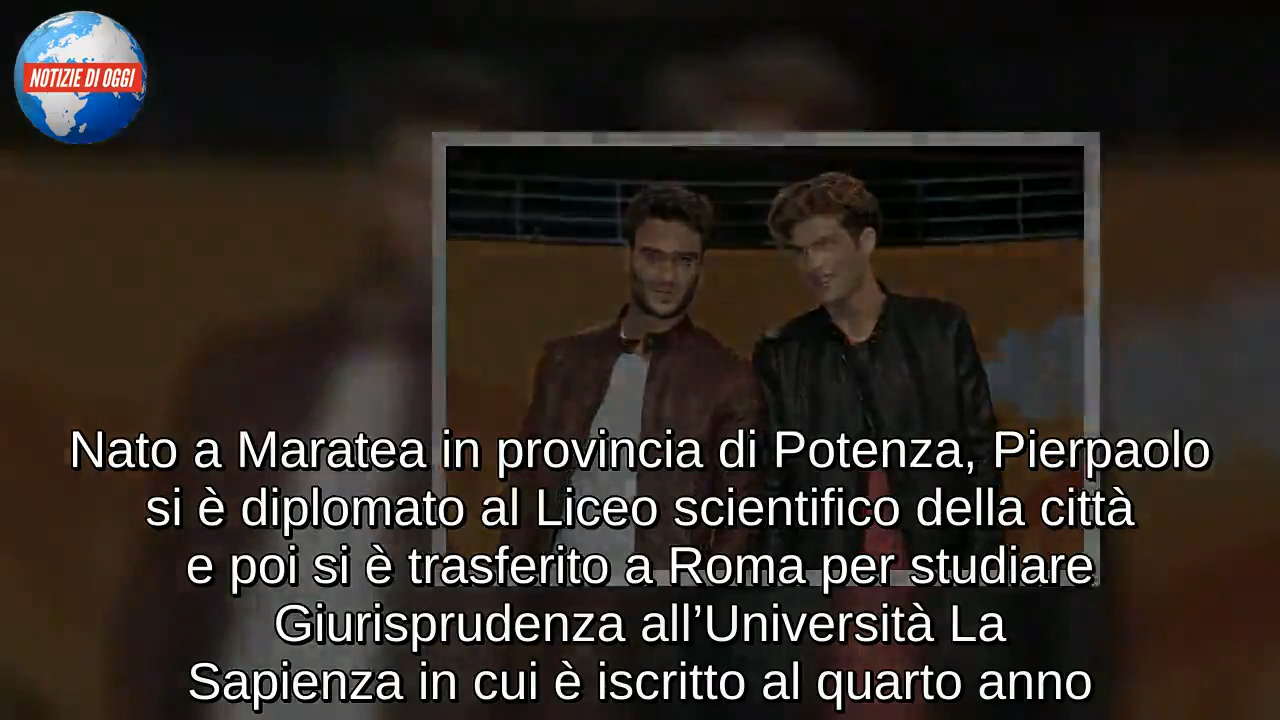 NOTIZIE DI OGGI
Nato a Maratea in provincia di Potenza, Pierpaolo
si è diplomato al Liceo scientifico della città
e poi si è trasferito a Roma per studiare
Giurisprudenza all’Università La
Sapienza in cui è iscritto al quarto anno